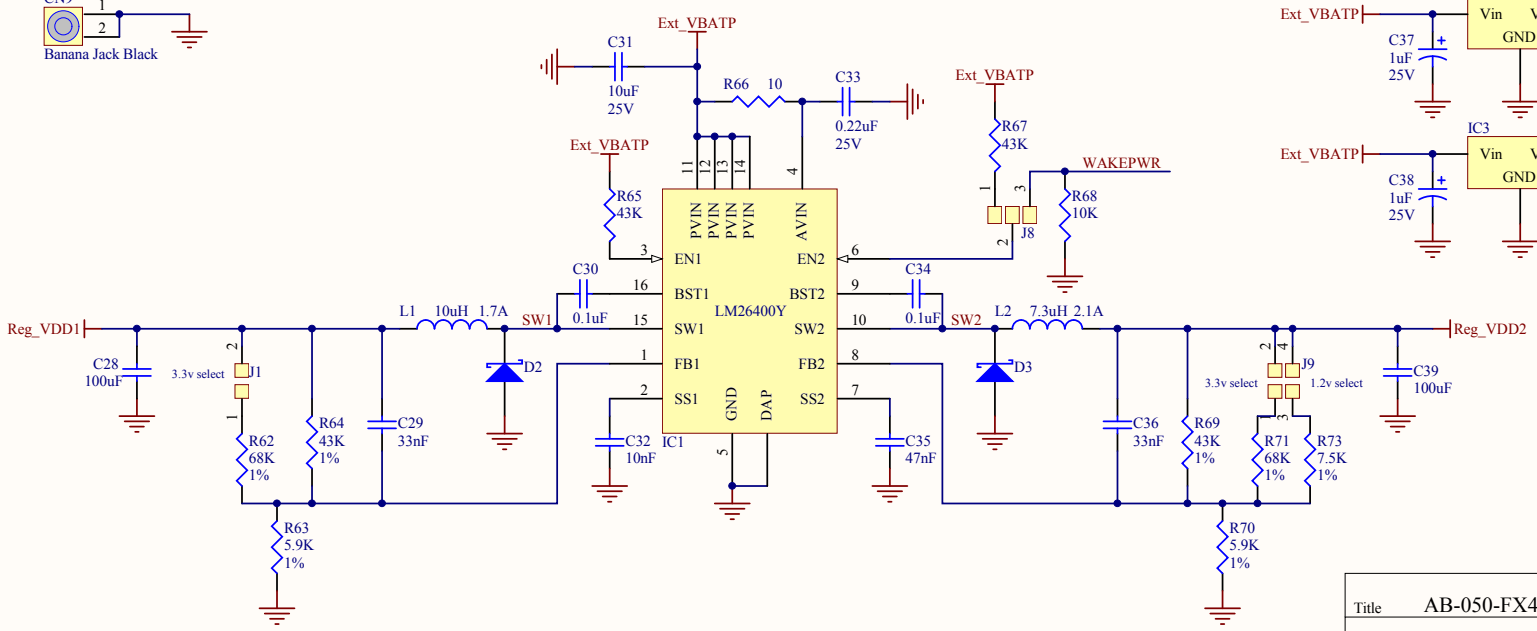 CN9
1
2
Banana Jack Black
Ext_VBATP
C31
10uF
25V
R66 10
C33
0.22uF
25V
Ext_VBATP
R67
43K
WAKEPWR
1
3
2
J8
R68
10K
Ext_VBATP
C37
1uF
25V
+
Vin
GND
Ext_VBATP
C38
1uF
25V
+
IC3
Vin
GND
Ext_VBATP
R65
43K
11
12
13
14
4
PVIN
PVIN
PVIN
PVIN
AVIN
3
EN1
EN2
6
C30
0.1uF
16
BST1
BST2
9
C34
0.1uF
LM26400Y
Reg_VDD1
L1 10uH 1.7A
SW1
15
SW1
SW2
10
SW2
L2 7.3uH 2.1A
Reg_VDD2
C28
100uF
3.3v select
2
J1
1
D2
1
FB1
FB2
8
D3
2
4
J9
3.3v select
1.2v select
1
3
C39
100uF
2
SS1
GND
DAP
SS2
7
R62
68K
1%
R64
43K
1%
C29
33nF
C32
10nF
IC1
5
C35
47nF
C36
33nF
R69
43K
1%
R71
68K
1%
R73
7.5K
1%
R63
5.9K
1%
R70
5.9K
1%
Title AB-050-FX4